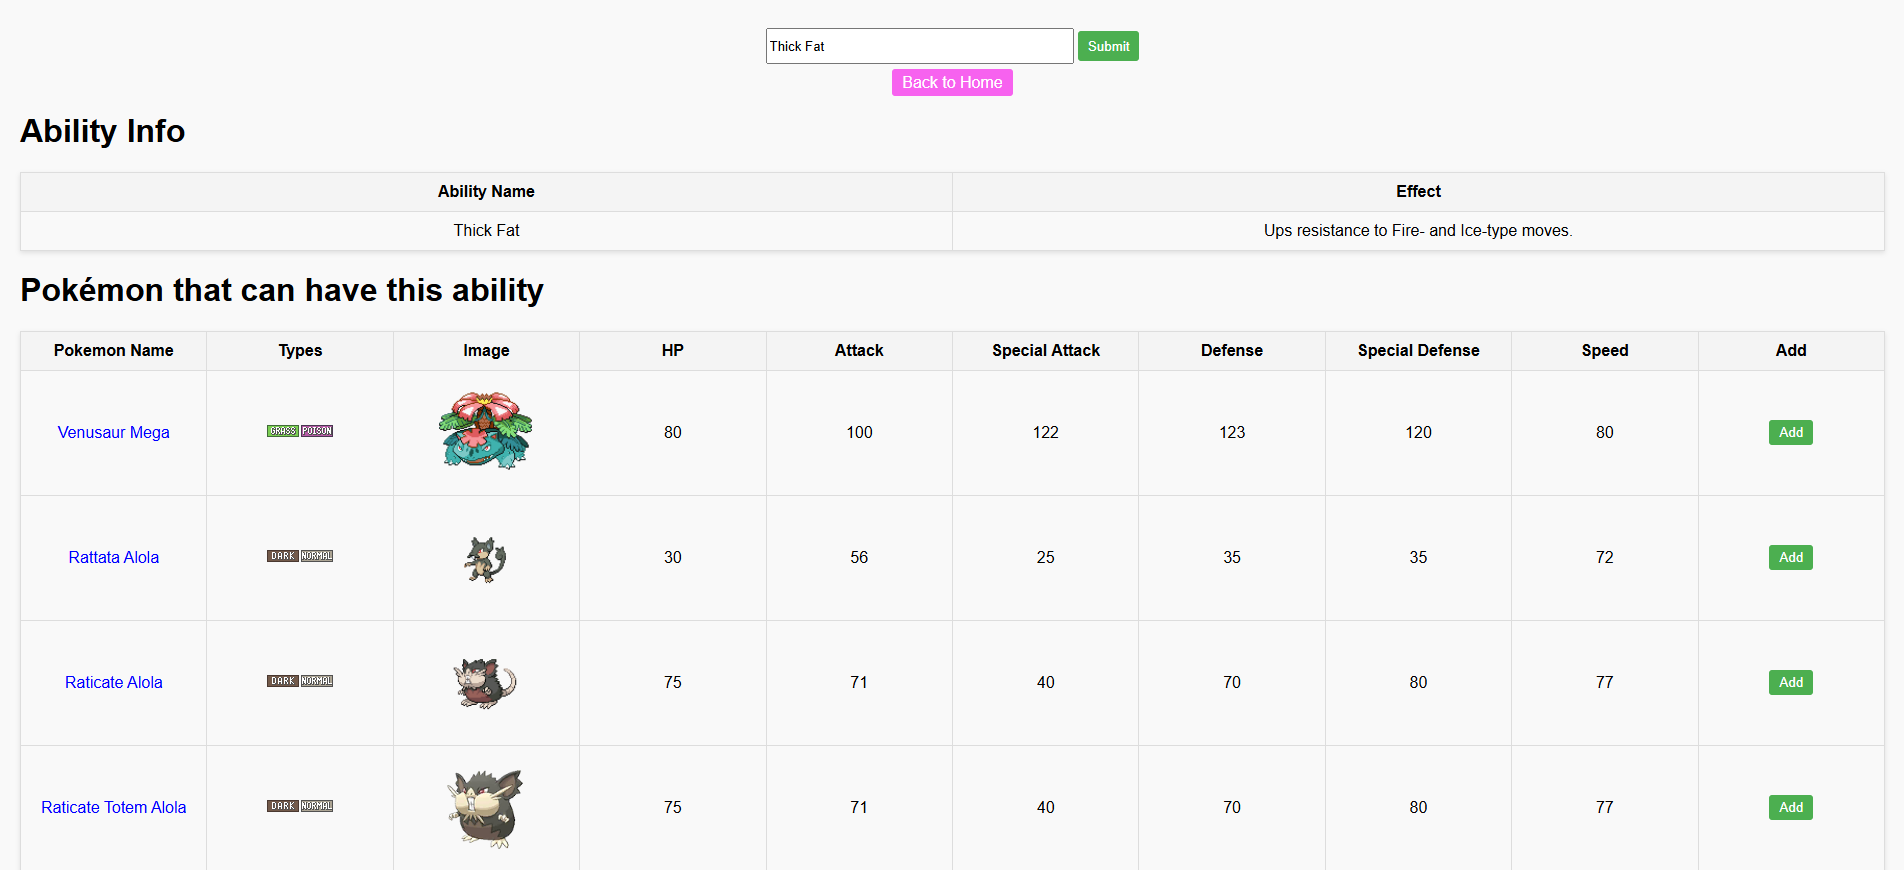 Thick Fat Submit
Back to Home
Ability Info
Ability Name Effect
Thick Fat Ups resistance to Fire- and Ice-type moves.
Pokémon that can have this ability
Pokemon Name Types Image HP Attack Special Attack Defense Special Defense Speed Add
Venusaur Mega GRASS POISON 80 100 122 123 120 80 Add
Rattata Alola DARK NORMAL 30 56 25 35 35 72 Add
Raticate Alola DARK NORMAL 75 71 40 70 80 77 Add
Raticate Totem Alola DARK NORMAL 75 71 40 70 80 77 Add